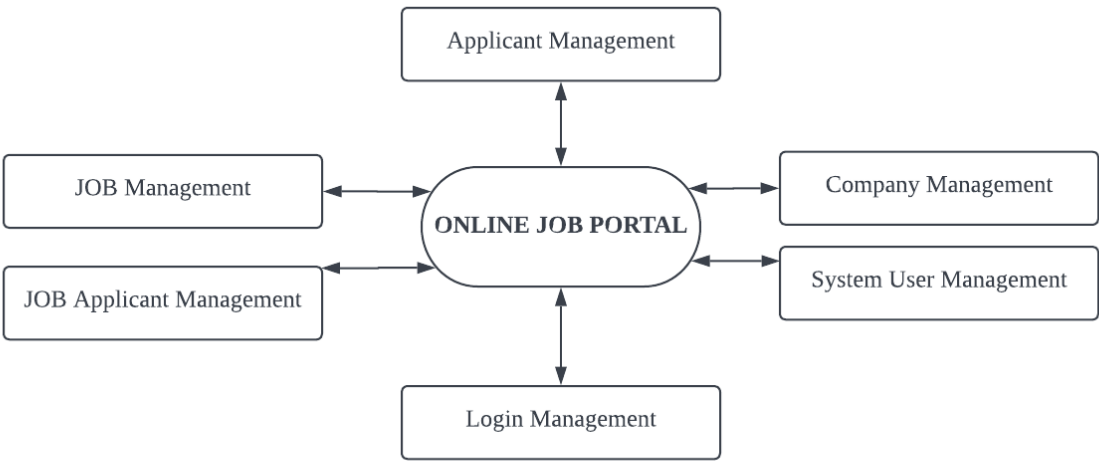 Applicant Management
JOB Management
Company Management
ONLINE JOB PORTAL
JOB Applicant Management
System User Management
Login Management